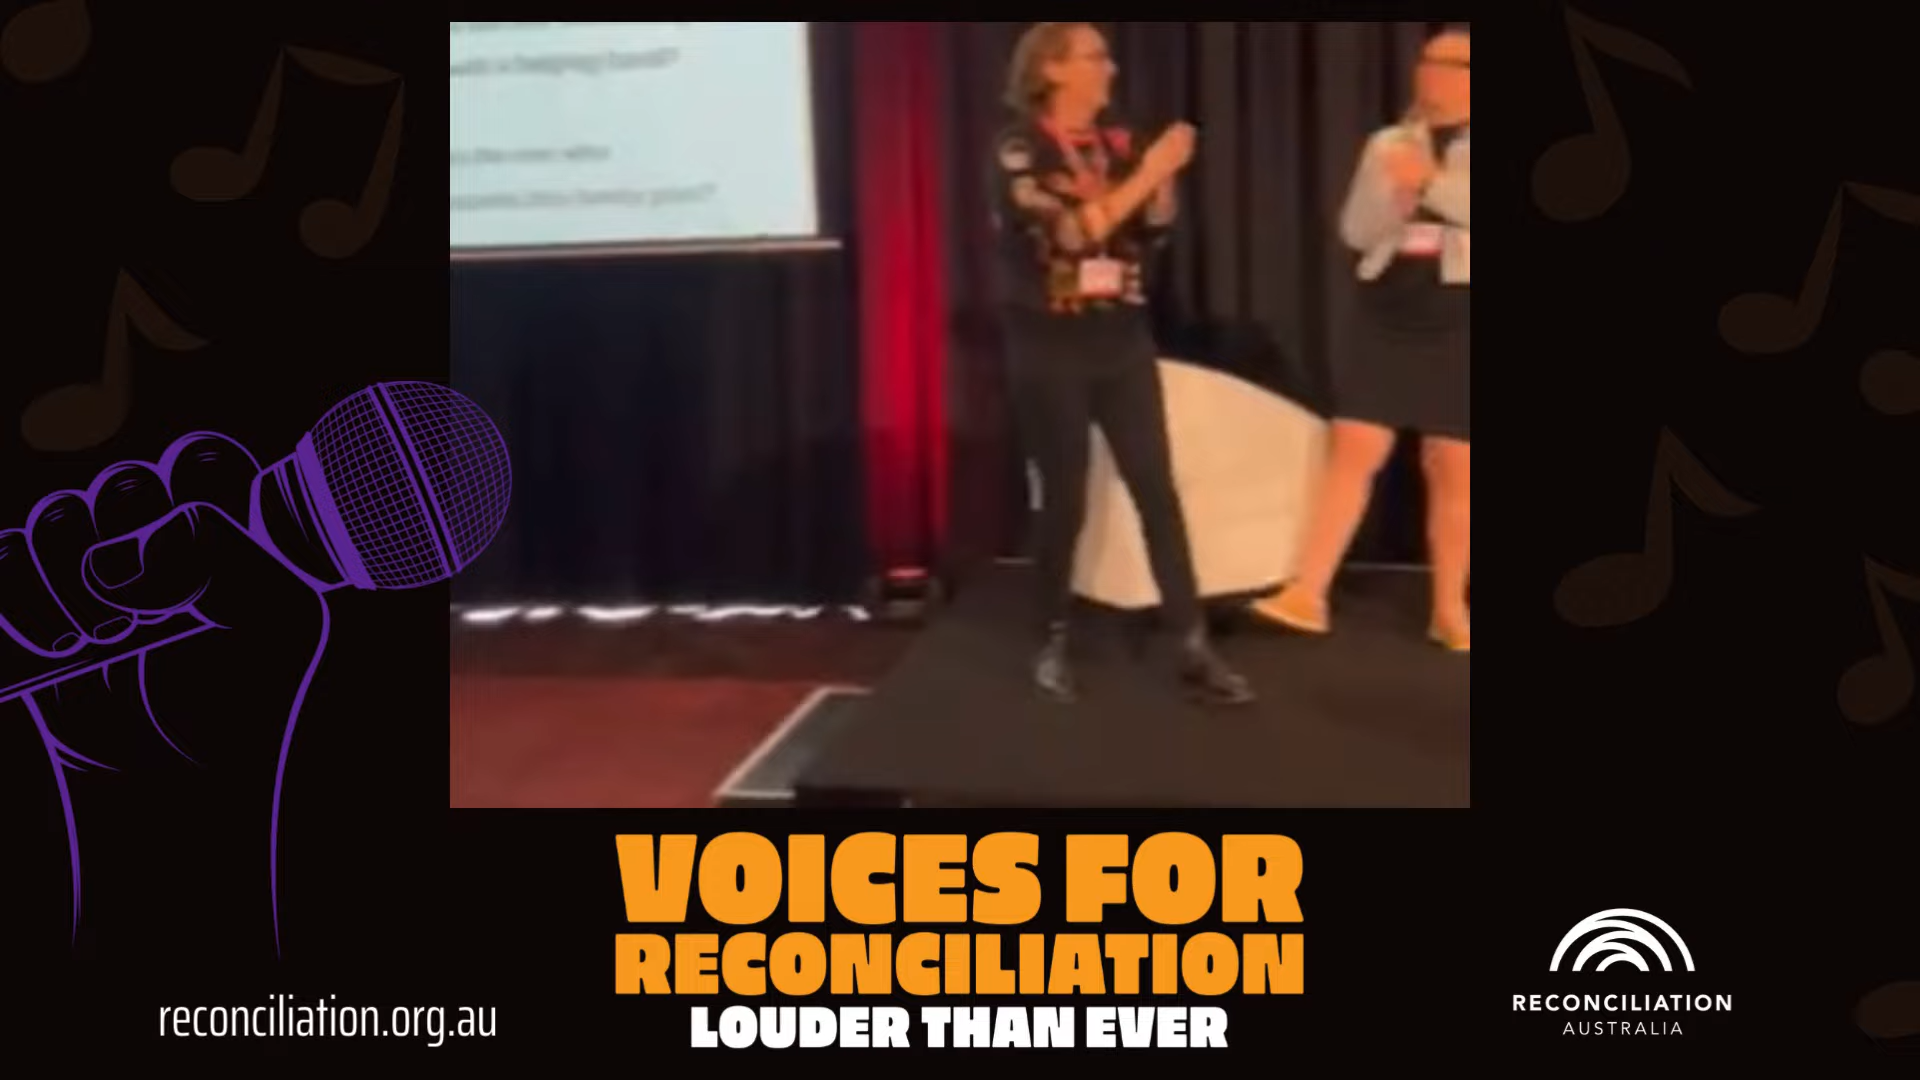 VOICES FOR
RECONCILIATION
LOUDER THAN EVER
reconciliation.org.au
RECONCILIATION
AUSTRALIA